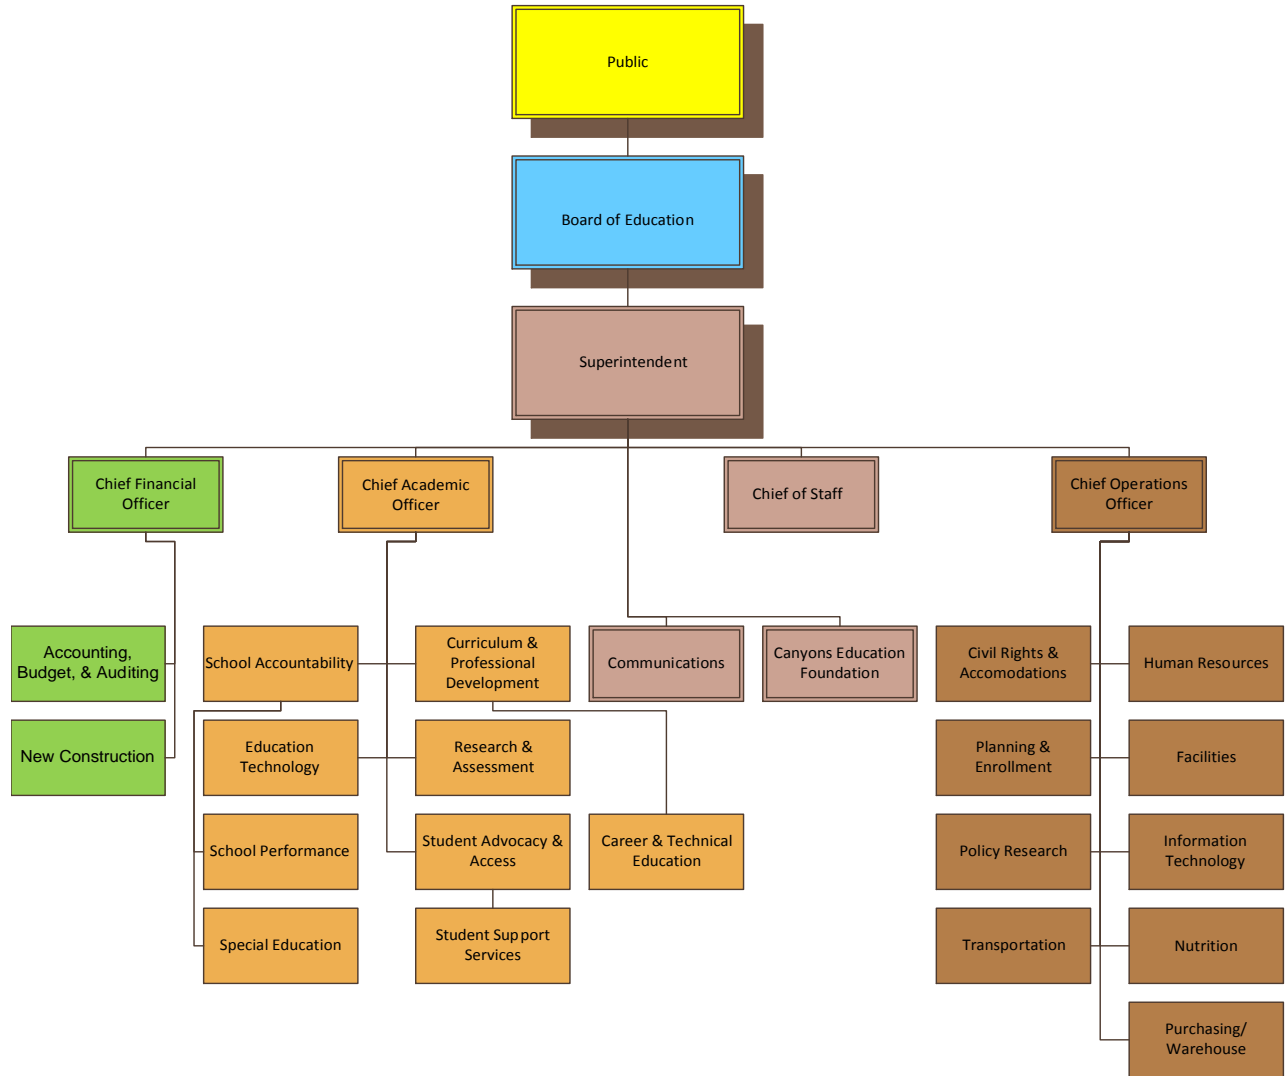 Public
Board of Education
Superintendent
Chief Financial
Officer
Chief Academic
Officer
Chief of Staff
Chief Operations
Officer
Accounting,
Budget, & Auditing
School Accountability
Curriculum &
Professional
Development
Communications
Canyons Education
Foundation
Civil Rights &
Accomodations
Human Resources
New Construction
Education
Technology
Research &
Assessment
Planning &
Enrollment
Facilities
School Performance
Student Advocacy &
Access
Career & Technical
Education
Policy Research
Information
Technology
Special Education
Student Support
Services
Transportation
Nutrition
Purchasing/
Warehouse